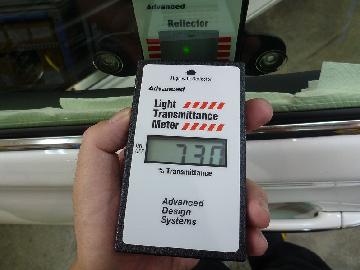 Advanced
Reflector
Advanced
Light
Transmittance
Meter
73.0
% Transmittance
Advanced
Design
Systems